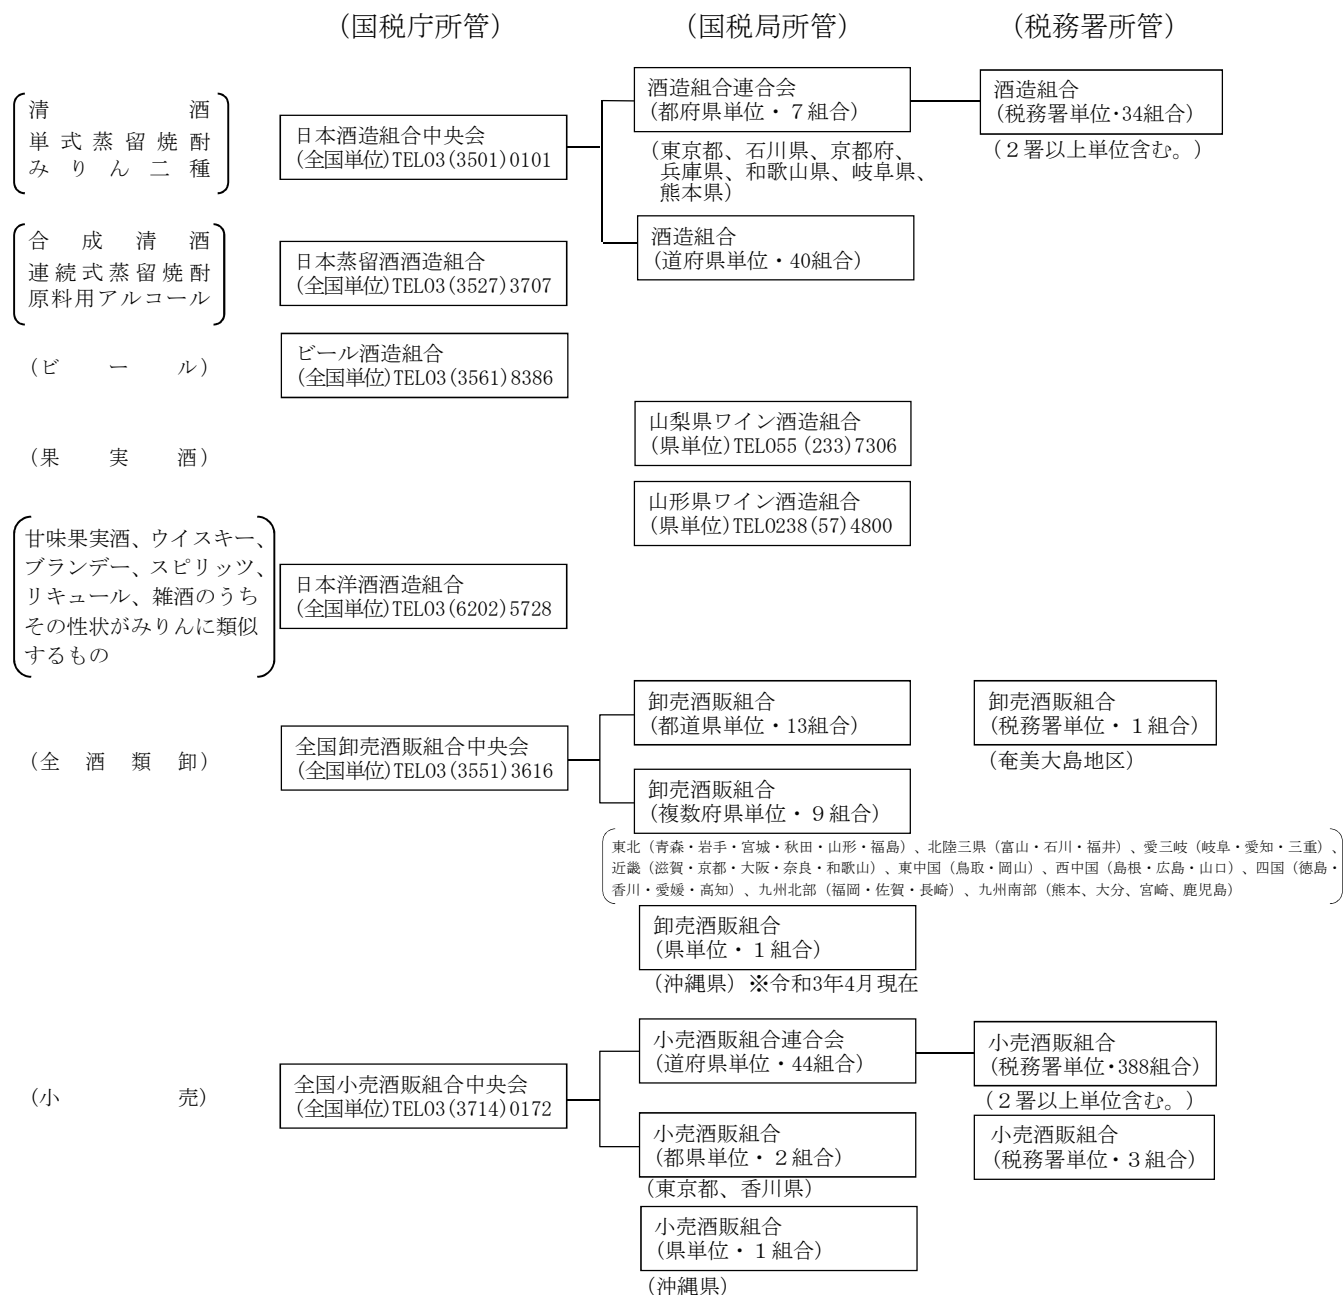 (国税庁所管)
(国税局所管)
(税務署所管)
清酒
単式蒸留焼酎
みりん二種
日本酒造組合中央会
(全国単位)TEL03(3501)0101
酒造組合連合会
(都府県単位・７組合)
(東京都、石川県、京都府、
兵庫県、和歌山県、岐阜県、
熊本県)
酒造組合
(税務署単位・34組合)
(２署以上単位含む。)
酒造組合
(道府県単位・40組合)
合成清酒
連続式蒸留焼酎
原料用アルコール
日本蒸留酒酒造組合
(全国単位)TEL03(3527)3707
(ビール)
ビール酒造組合
(全国単位)TEL03(3561)8386
(果実酒)
山梨県ワイン酒造組合
(県単位)TEL055(233)7306
山形県ワイン酒造組合
(県単位)TEL0238(57)4800
甘味果実酒、ウイスキー、
ブランデー、スピリッツ、
リキュール、雑酒のうち
その性状がみりんに類似
するもの
日本洋酒酒造組合
(全国単位)TEL03(6202)5728
(全酒類卸)
全国卸売酒販組合中央会
(全国単位)TEL03(3551)3616
卸売酒販組合
(都道県単位・13組合)
卸売酒販組合
(税務署単位・１組合)
(奄美大島地区)
卸売酒販組合
(複数府県単位・９組合)
東北（青森・岩手・宮城・秋田・山形・福島）、北陸三県（富山・石川・福井）、愛三岐（岐阜・愛知・三重）、
近畿（滋賀・京都・大阪・奈良・和歌山）、東中国（鳥取・岡山）、西中国（島根・広島・山口）、四国（徳島・
香川・愛媛・高知）、九州北部（福岡・佐賀・長崎）、九州南部（熊本、大分、宮崎、鹿児島）
卸売酒販組合
(県単位・１組合)
(沖縄県)※令和3年4月現在
(小売)
全国小売酒販組合中央会
(全国単位)TEL03(3714)0172
小売酒販組合連合会
(道府県単位・44組合)
小売酒販組合
(税務署単位・388組合)
(２署以上単位含む。)
小売酒販組合
(都県単位・２組合)
(東京都、香川県)
小売酒販組合
(税務署単位・３組合)
小売酒販組合
(県単位・１組合)
(沖縄県)